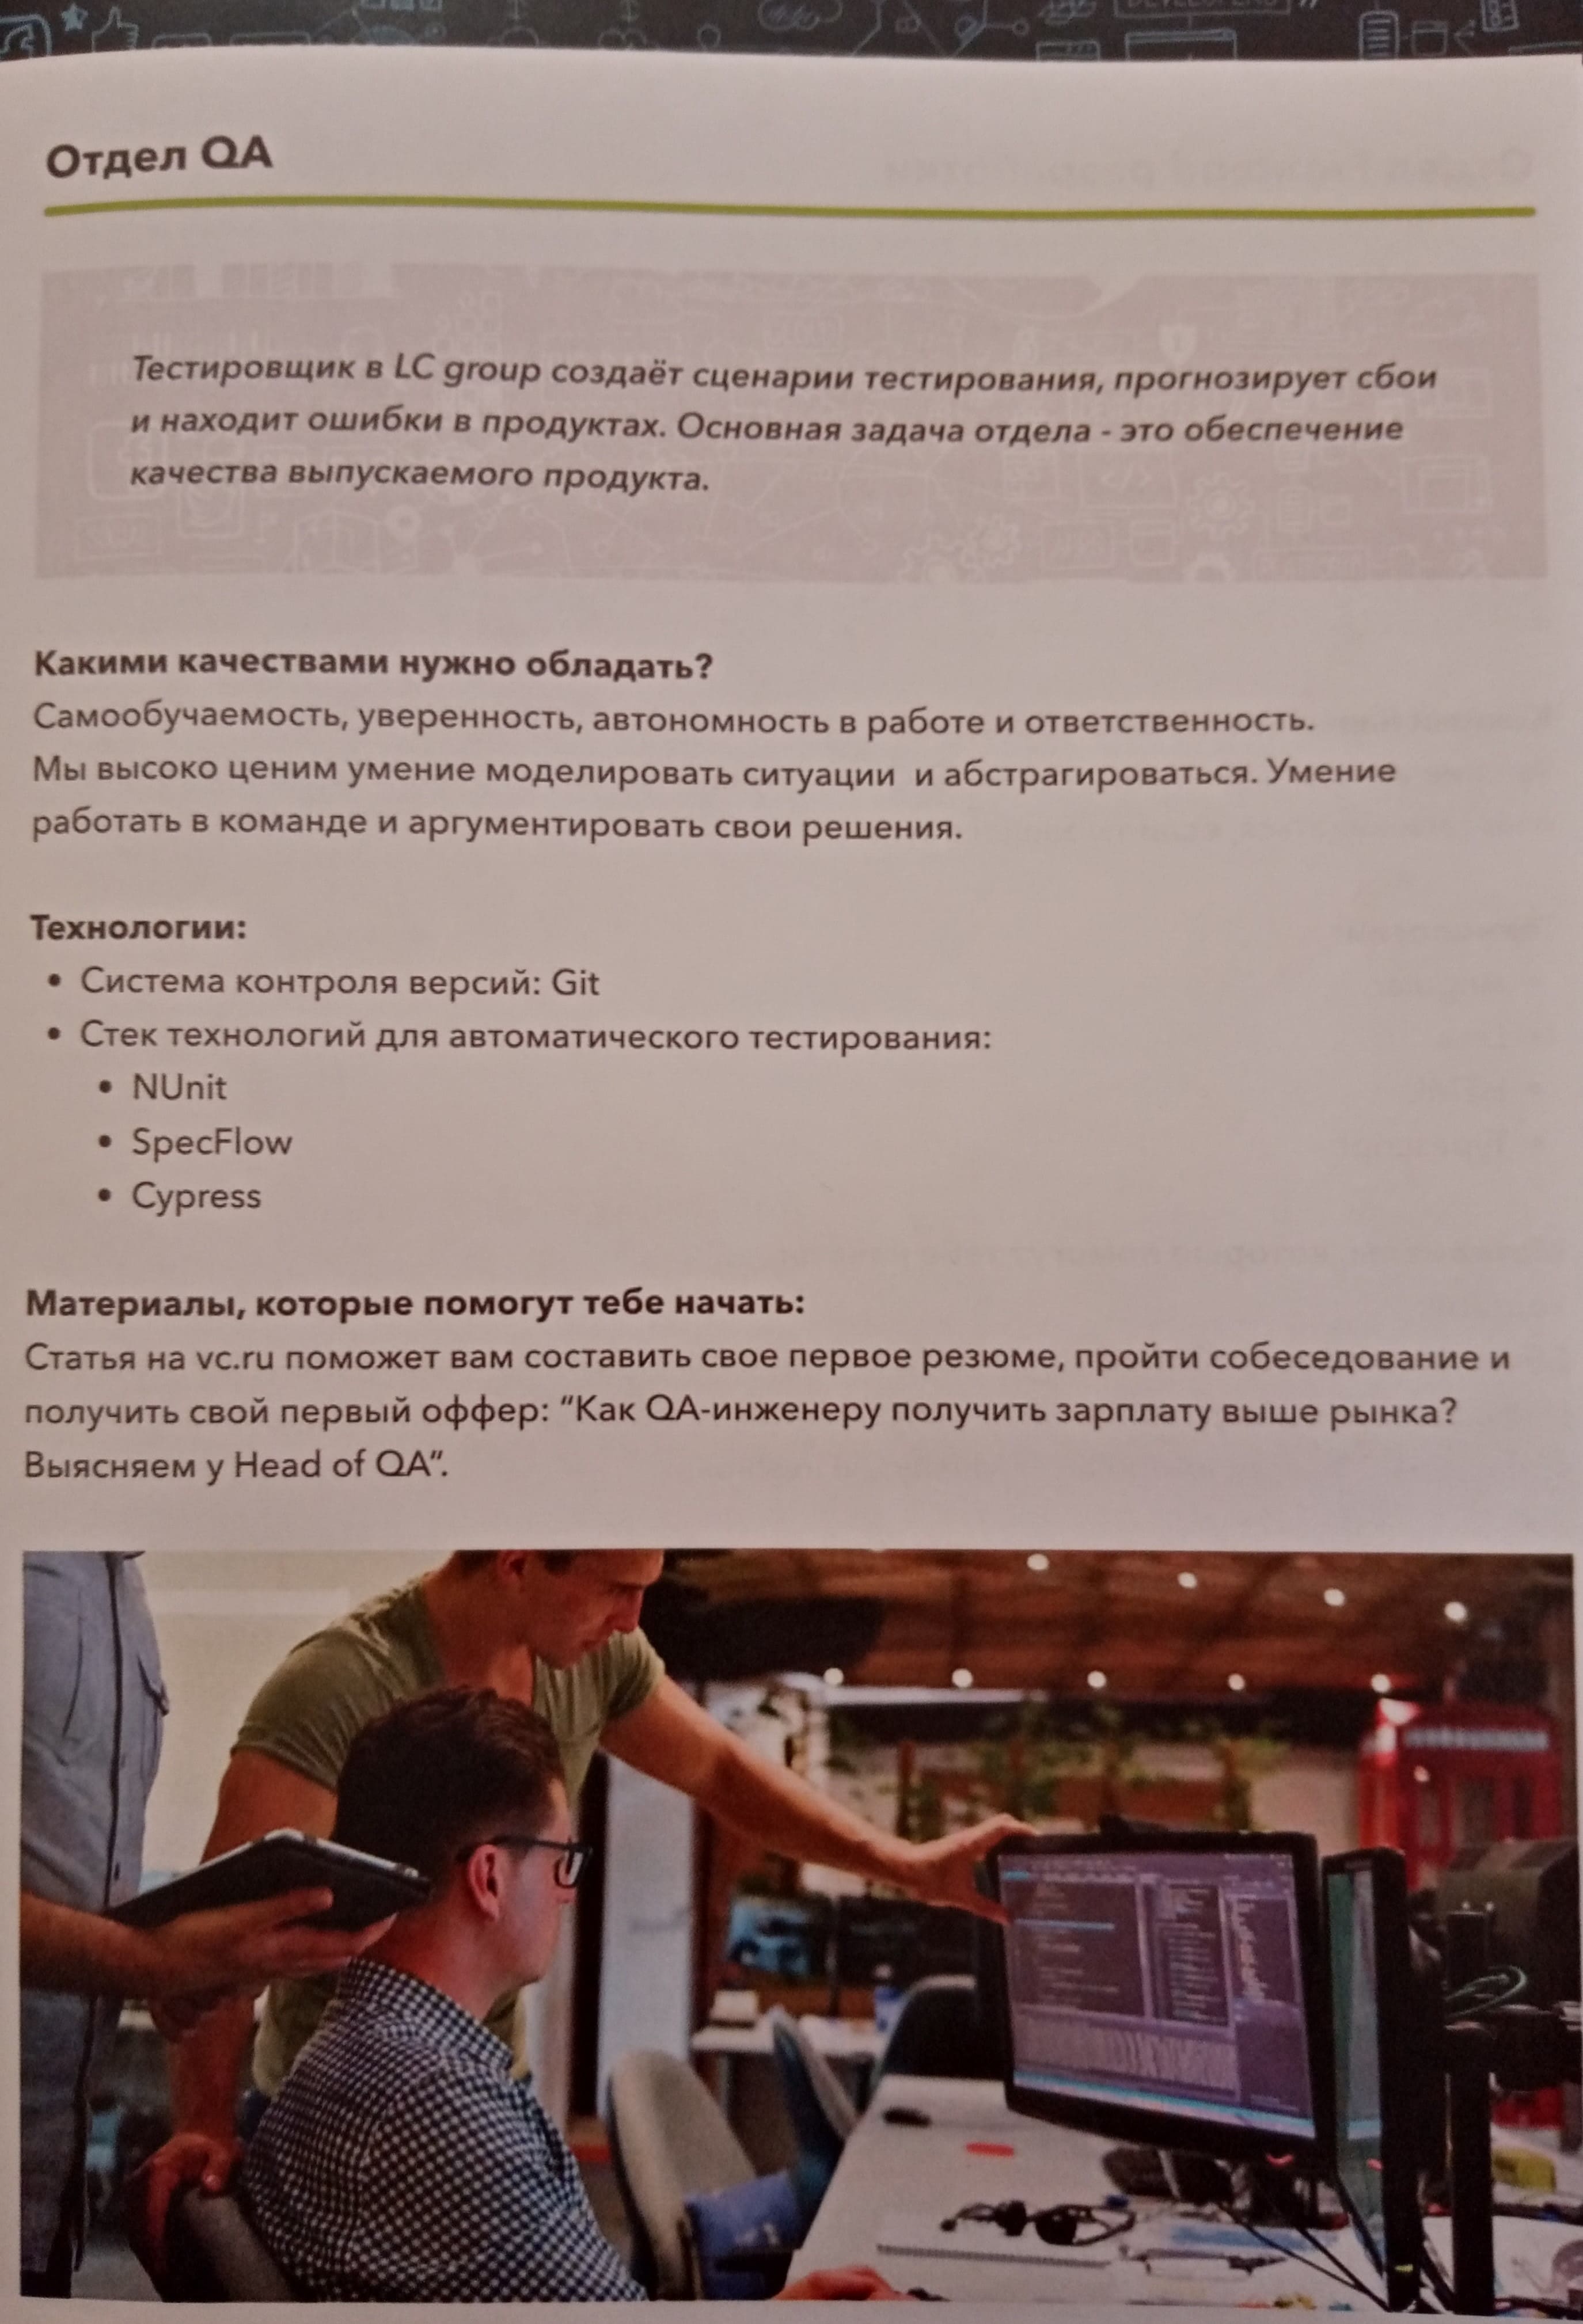 Отдел QA
Тестировщик в LC group создаёт сценарии тестирования, прогнозирует сбои
и находит ошибки в продуктах. Основная задача отдела - это обеспечение
качества выпускаемого продукта.
Какими качествами нужно обладать?
Самообучаемость, уверенность, автономность в работе и ответственность.
Мы высоко ценим умение моделировать ситуации  и абстрагироваться. Умение
работать в команде и аргументировать свои решения.
Технологии:
• Система контроля версий: Git
• Стек технологий для автоматического тестирования:
• NUnit
• SpecFlow
• Cypress
Материалы, которые помогут тебе начать:
Статья на vc.ru поможет вам составить свое первое резюме, пройти собеседование и
получить свой первый оффер: “Как QA-инженеру получить зарплату выше рынка?
Выясняем у Head of QA”.